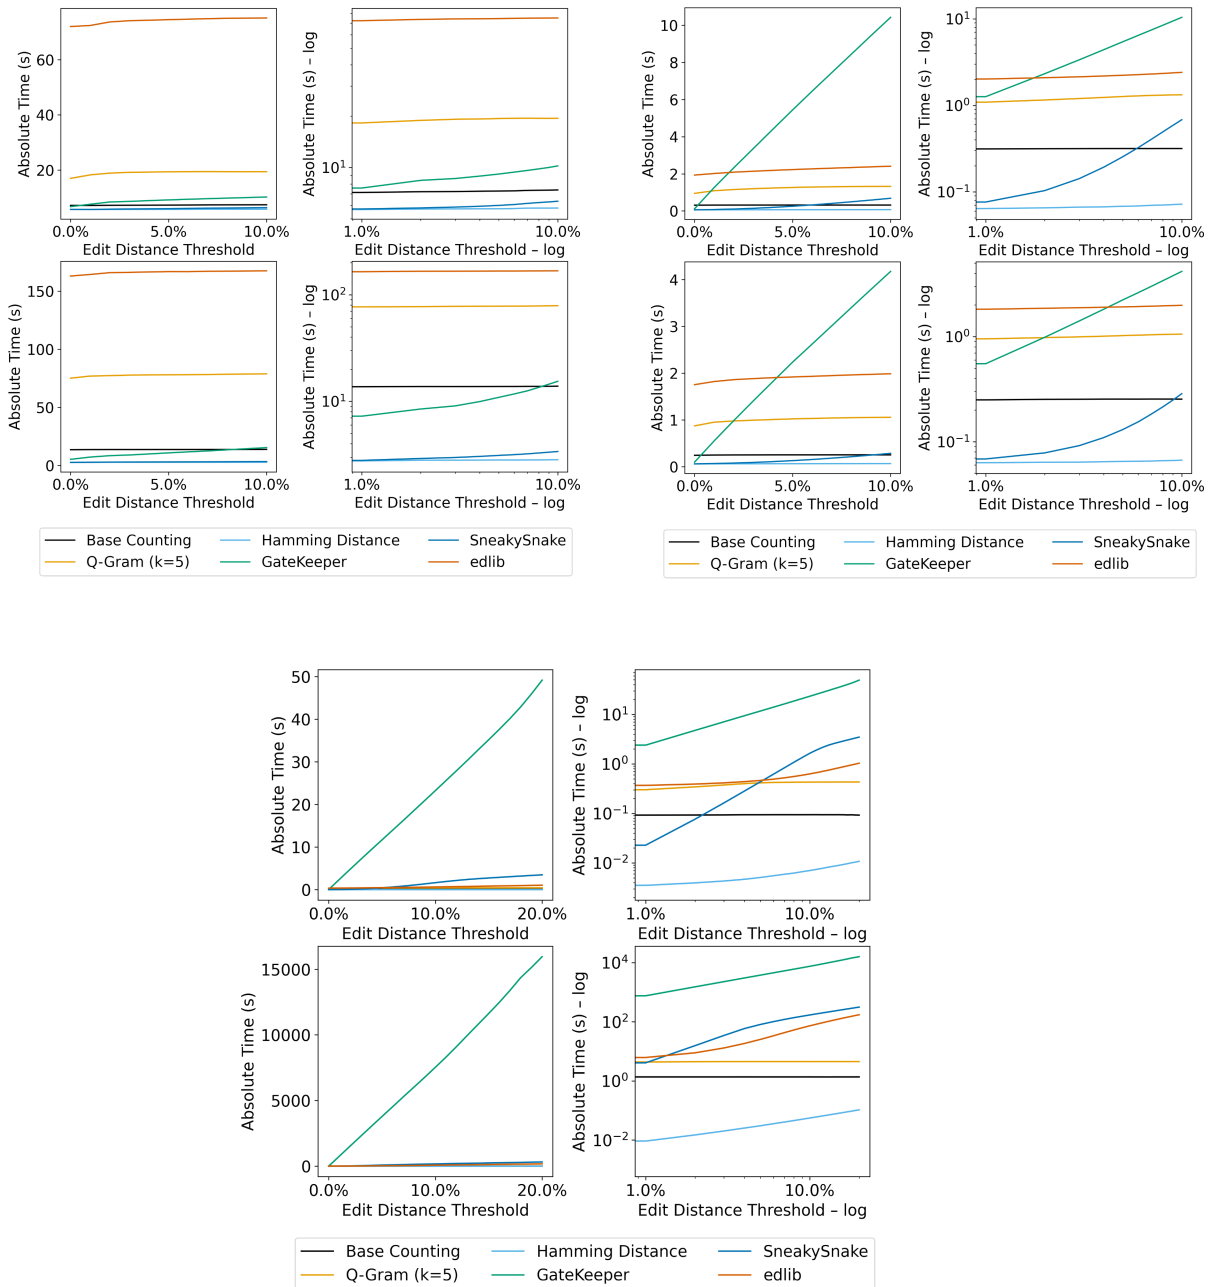 Absolute Time (s)
60
40
20
0.0% 5.0% 10.0%
Edit Distance Threshold
Absolute Time (s) – log
10¹
1.0% 10.0%
Edit Distance Threshold – log
Absolute Time (s)
10
8
6
4
2
0
0.0% 5.0% 10.0%
Edit Distance Threshold
Absolute Time (s) – log
10¹
10⁰
10⁻¹
1.0% 10.0%
Edit Distance Threshold – log
Absolute Time (s)
150
100
50
0
0.0% 5.0% 10.0%
Edit Distance Threshold
Absolute Time (s) – log
10²
10¹
1.0% 10.0%
Edit Distance Threshold – log
Absolute Time (s)
4
3
2
1
0
0.0% 5.0% 10.0%
Edit Distance Threshold
Absolute Time (s) – log
10⁰
10⁻¹
1.0% 10.0%
Edit Distance Threshold – log
Base Counting Hamming Distance SneakySnake
Q-Gram (k=5) GateKeeper edlib
Base Counting Hamming Distance SneakySnake
Q-Gram (k=5) GateKeeper edlib
Absolute Time (s)
50
40
30
20
10
0
0.0% 10.0% 20.0%
Edit Distance Threshold
Absolute Time (s) – log
10¹
10⁰
10⁻¹
10⁻²
1.0% 10.0%
Edit Distance Threshold – log
Absolute Time (s)
15000
10000
5000
0
0.0% 10.0% 20.0%
Edit Distance Threshold
Absolute Time (s) – log
10⁴
10²
10⁰
10⁻²
1.0% 10.0%
Edit Distance Threshold – log
Base Counting Hamming Distance SneakySnake
Q-Gram (k=5) GateKeeper edlib